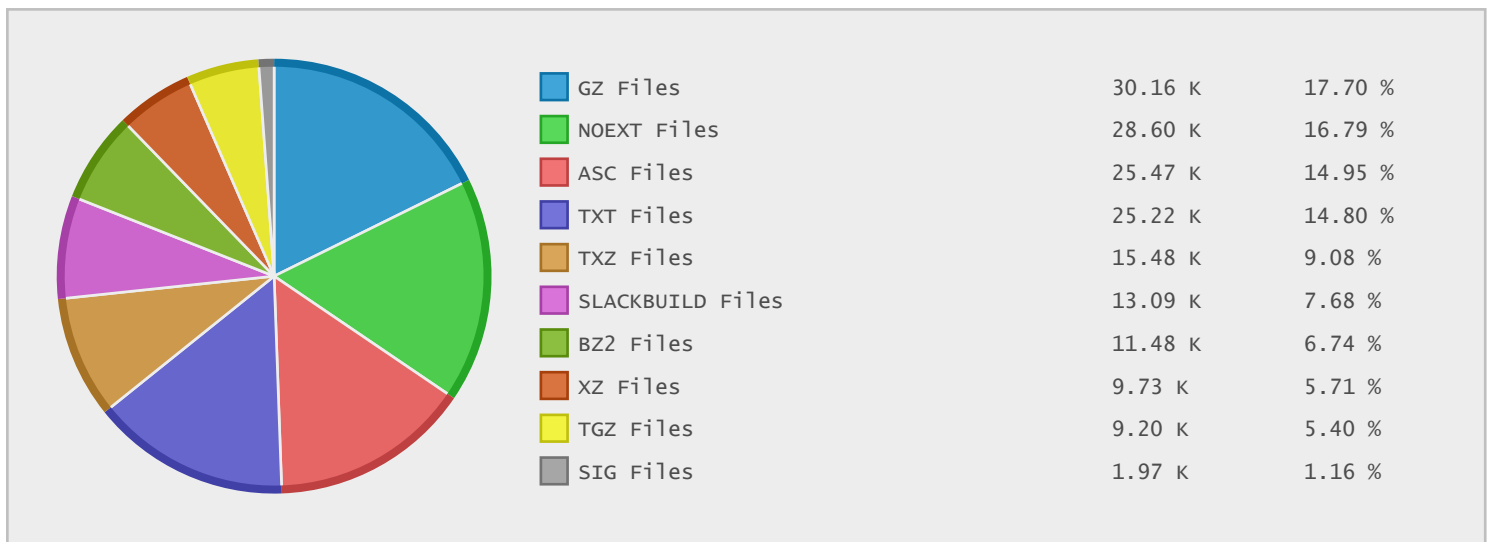 GZ Files 30.16 K 17.70 %
NOEXT Files 28.60 K 16.79 %
ASC Files 25.47 K 14.95 %
TXT Files 25.22 K 14.80 %
TXZ Files 15.48 K 9.08 %
SLACKBUILD Files 13.09 K 7.68 %
BZ2 Files 11.48 K 6.74 %
XZ Files 9.73 K 5.71 %
TGZ Files 9.20 K 5.40 %
SIG Files 1.97 K 1.16 %